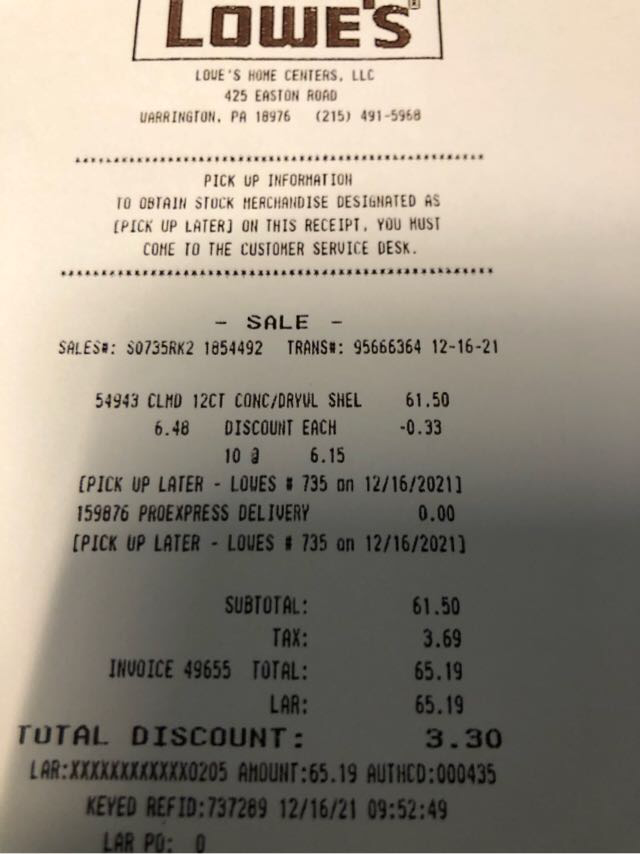 LOWE'S
LOWE'S HOME CENTERS, LLC
425 EASTON ROAD
WARRINGTON, PA 18976 (215) 491-5968
************************************************
PICK UP INFORMATION
TO OBTAIN STOCK MERCHANDISE DESIGNATED AS
[PICK UP LATER] ON THIS RECEIPT, YOU MUST
COME TO THE CUSTOMER SERVICE DESK.
************************************************
- SALE -
SALES#: S0735RK2 1854492 TRANS#: 95666364 12-16-21
54943 CLMD 12CT CONC/DRYWL SHEL 61.50
6.48 DISCOUNT EACH -0.33
10 @ 6.15
[PICK UP LATER - LOWES # 735 on 12/16/2021]
159876 PROEXPRESS DELIVERY 0.00
[PICK UP LATER - LOWES # 735 on 12/16/2021]
SUBTOTAL: 61.50
TAX: 3.69
INVOICE 49655 TOTAL: 65.19
LAR: 65.19
TOTAL DISCOUNT: 3.30
LAR:XXXXXXXXXXXX0205 AMOUNT:65.19 AUTHCD:000435
KEYED REFID:737289 12/16/21 09:52:49
LAR PO: 0